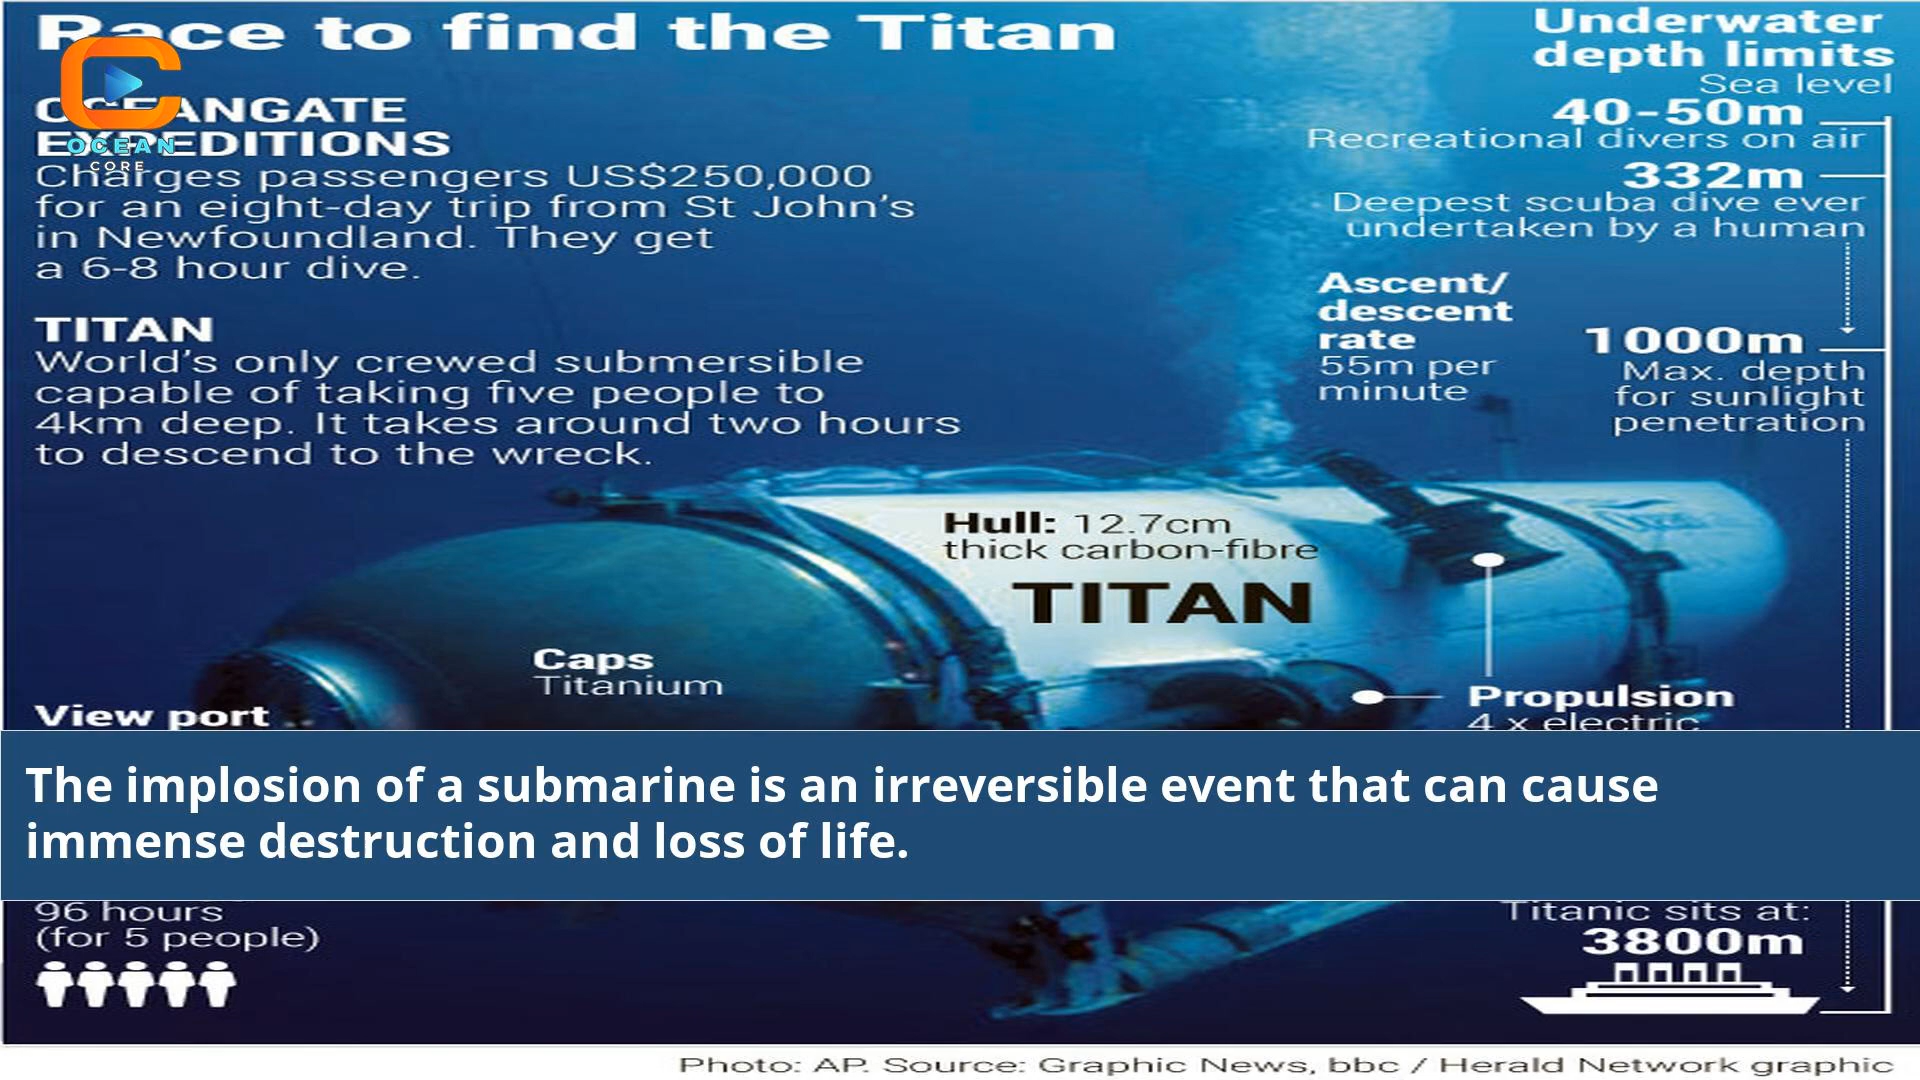 Race to find the Titan
OCEANGATE
EXPEDITIONS
Charges passengers US$250,000
for an eight-day trip from St John's
in Newfoundland. They get
a 6-8 hour dive.
TITAN
World's only crewed submersible
capable of taking five people to
4km deep. It takes around two hours
to descend to the wreck.
OCEAN
CORE
Underwater
depth limits
Sea level
40-50m
Recreational divers on air
332m
Deepest scuba dive ever
undertaken by a human
Ascent/
descent
rate
55m per
minute
1000m
Max. depth
for sunlight
penetration
Hull: 12.7cm
thick carbon-fibre
TITAN
Caps
Titanium
View port
Propulsion
4 x electric
The implosion of a submarine is an irreversible event that can cause
immense destruction and loss of life.
96 hours
(for 5 people)
Titanic sits at:
3800m
Photo: AP. Source: Graphic News, bbc / Herald Network graphic